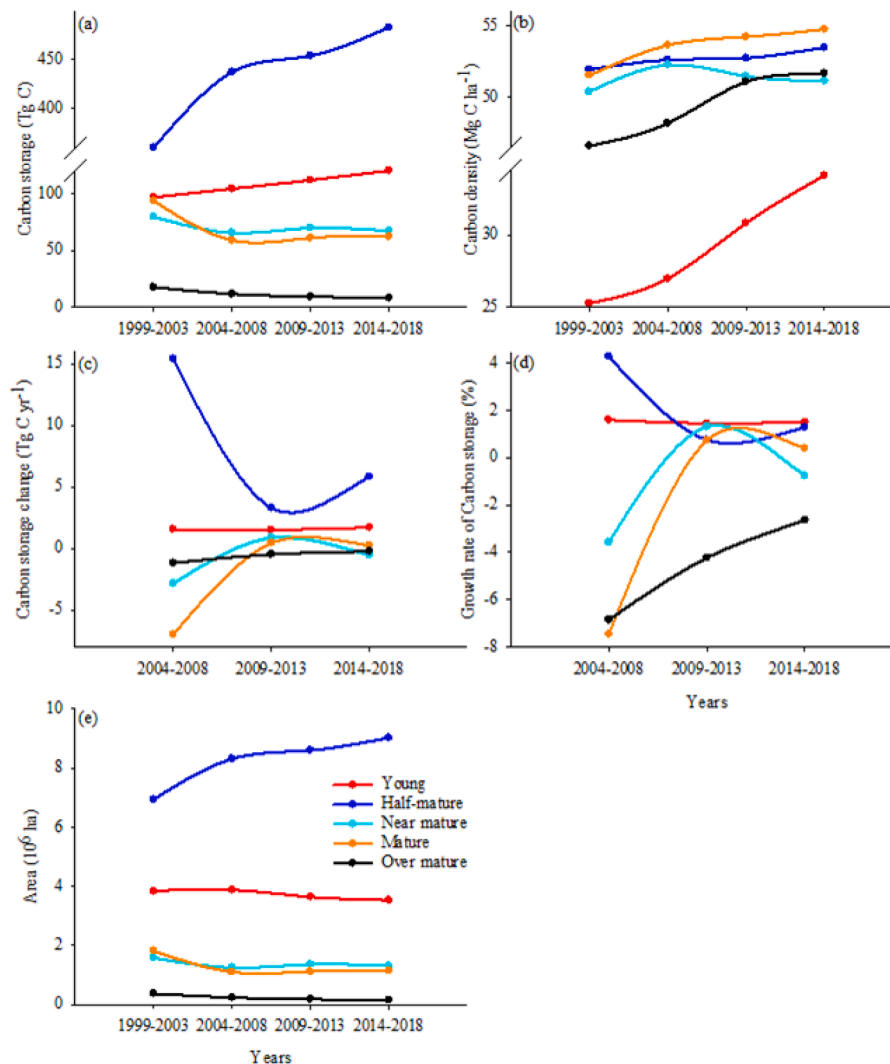 (a)
Carbon storage (Tg C)
450
400
100
50
0
1999-2003 2004-2008 2009-2013 2014-2018
(b)
Carbon density (Mg C ha⁻¹)
55
50
30
25
1999-2003 2004-2008 2009-2013 2014-2018
(c)
Carbon storage change (Tg C yr⁻¹)
15
10
5
0
-5
2004-2008 2009-2013 2014-2018
(d)
Growth rate of Carbon storage (%)
4
2
0
-2
-4
-6
-8
2004-2008 2009-2013 2014-2018
Years
(e)
Area (10⁶ ha)
10
8
6
4
2
0
Young
Half-mature
Near mature
Mature
Over mature
1999-2003 2004-2008 2009-2013 2014-2018
Years